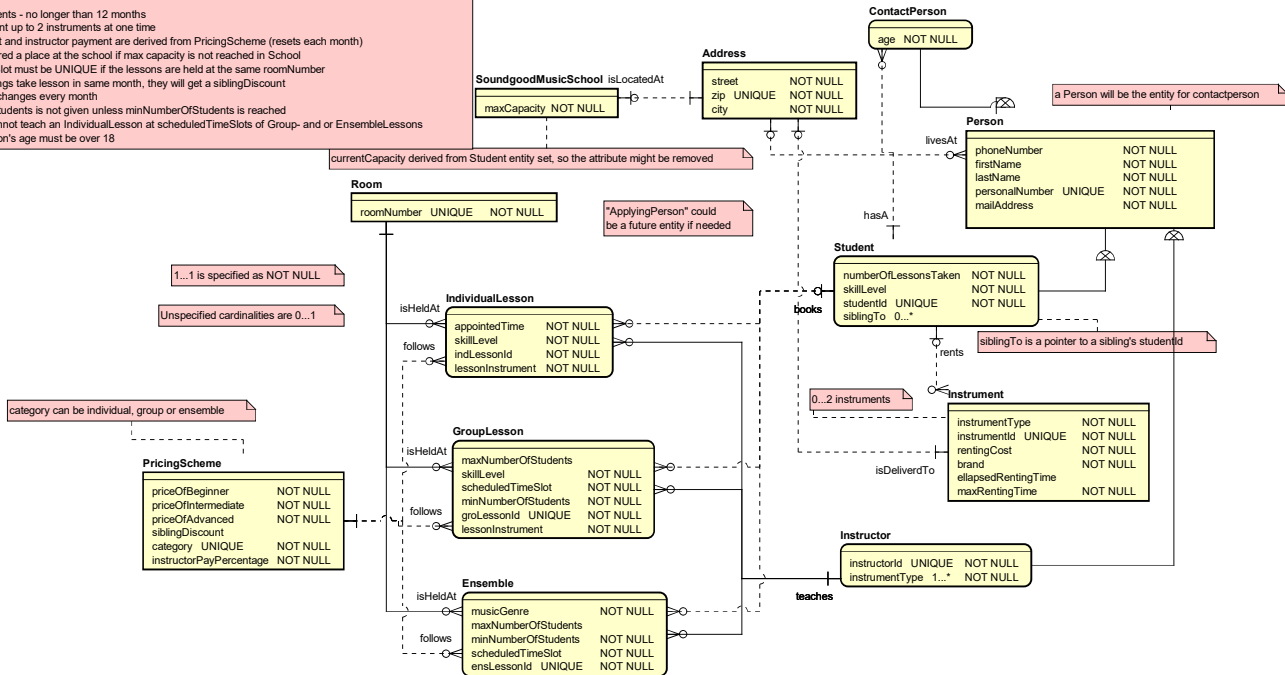 ents - no longer than 12 months
nt up to 2 instruments at one time
t and instructor payment are derived from PricingScheme (resets each month)
red a place at the school if max capacity is not reached in School
lot must be UNIQUE if the lessons are held at the same roomNumber
ngs take lesson in same month, they will get a siblingDiscount
changes every month
tudents is not given unless minNumberOfStudents is reached
nnot teach an IndividualLesson at scheduledTimeSlots of Group- and or EnsembleLessons
on's age must be over 18
ContactPerson
age NOT NULL
Address
street NOT NULL
zip UNIQUE NOT NULL
city NOT NULL
SoundgoodMusicSchool
maxCapacity NOT NULL
isLocatedAt
a Person will be the entity for contactperson
Person
phoneNumber NOT NULL
firstName NOT NULL
lastName NOT NULL
personalNumber UNIQUE NOT NULL
mailAddress NOT NULL
livesAt
currentCapacity derived from Student entity set, so the attribute might be removed
Room
roomNumber UNIQUE NOT NULL
"ApplyingPerson" could
be a future entity if needed
hasA
Student
numberOfLessonsTaken NOT NULL
skillLevel NOT NULL
studentId UNIQUE NOT NULL
siblingTo 0...*
1...1 is specified as NOT NULL
Unspecified cardinalities are 0...1
isHeldAt
IndividualLesson
appointedTime NOT NULL
skillLevel NOT NULL
indLessonId NOT NULL
lessonInstrument NOT NULL
follows
books
siblingTo is a pointer to a sibling's studentId
rents
0...2 instruments
Instrument
instrumentType NOT NULL
instrumentId UNIQUE NOT NULL
rentingCost NOT NULL
brand NOT NULL
ellapsedRentingTime
maxRentingTime NOT NULL
isDeliverdTo
category can be individual, group or ensemble
PricingScheme
priceOfBeginner NOT NULL
priceOfIntermediate NOT NULL
priceOfAdvanced NOT NULL
siblingDiscount
category UNIQUE NOT NULL
instructorPayPercentage NOT NULL
isHeldAt
GroupLesson
maxNumberOfStudents
skillLevel NOT NULL
scheduledTimeSlot NOT NULL
minNumberOfStudents NOT NULL
groLessonId UNIQUE NOT NULL
lessonInstrument NOT NULL
follows
Instructor
instructorId UNIQUE NOT NULL
instrumentType 1...* NOT NULL
teaches
isHeldAt
Ensemble
musicGenre NOT NULL
maxNumberOfStudents
minNumberOfStudents NOT NULL
scheduledTimeSlot NOT NULL
ensLessonId UNIQUE NOT NULL
follows